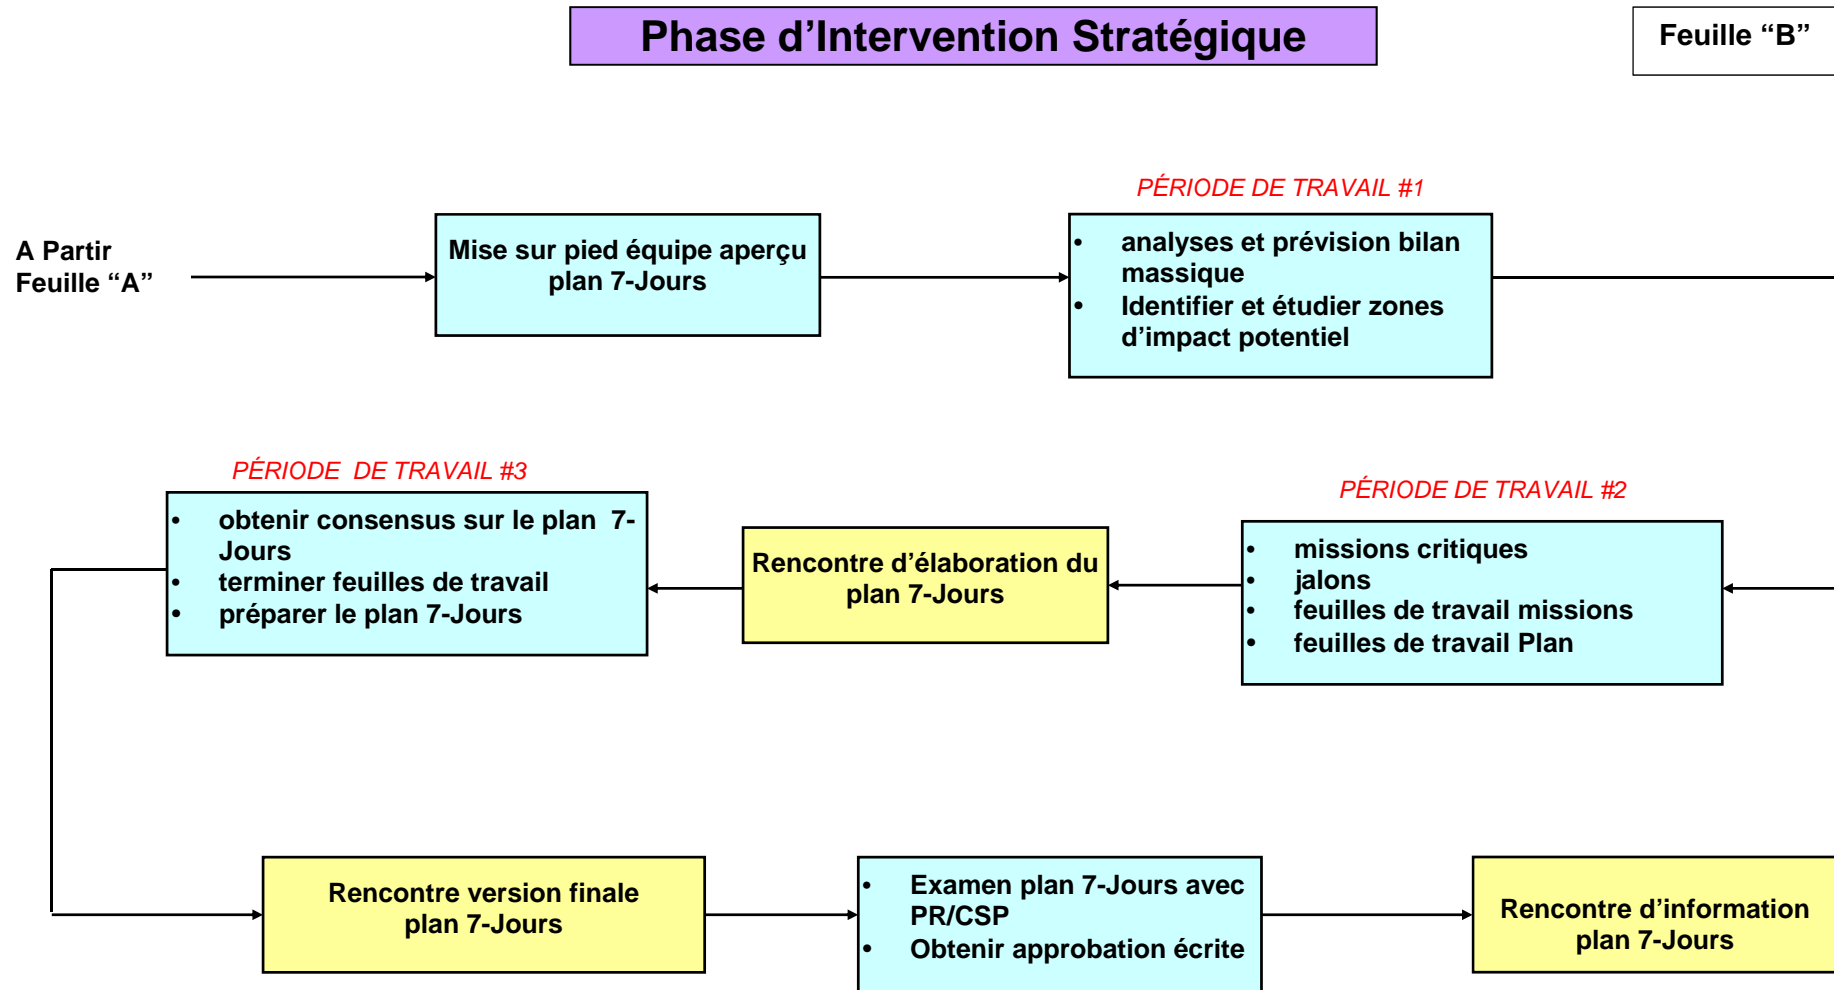 Phase d’Intervention Stratégique
Feuille “B”
A Partir
Feuille “A”
Mise sur pied équipe aperçu
plan 7-Jours
PÉRIODE DE TRAVAIL #1
• analyses et prévision bilan
massique
• Identifier et étudier zones
d’impact potentiel
PÉRIODE DE TRAVAIL #2
• missions critiques
• jalons
• feuilles de travail missions
• feuilles de travail Plan
Rencontre d’élaboration du
plan 7-Jours
PÉRIODE DE TRAVAIL #3
• obtenir consensus sur le plan 7-
Jours
• terminer feuilles de travail
• préparer le plan 7-Jours
Rencontre version finale
plan 7-Jours
• Examen plan 7-Jours avec
PR/CSP
• Obtenir approbation écrite
Rencontre d’information
plan 7-Jours